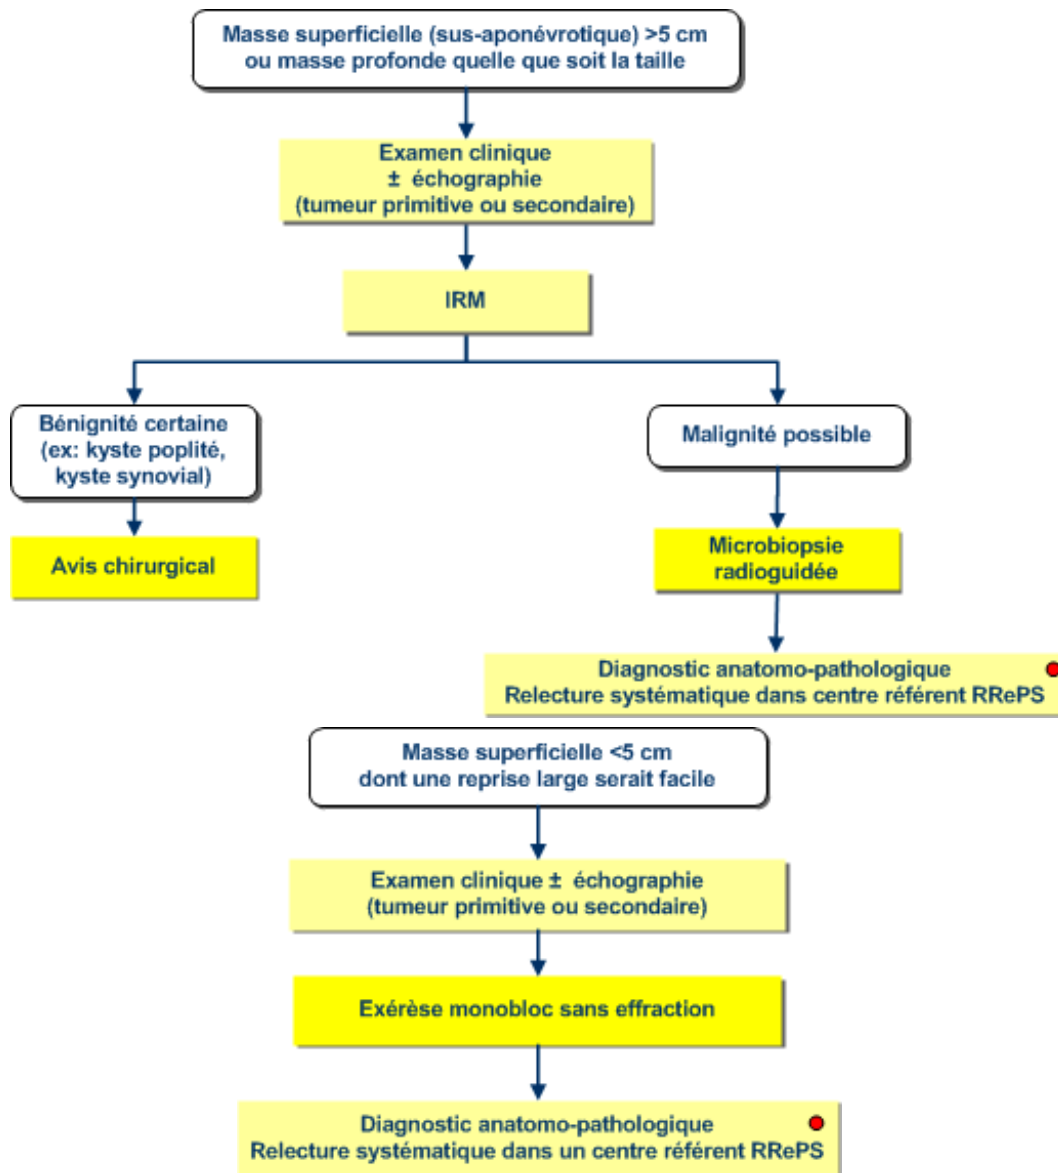 Masse superficielle (sus-aponévrotique) >5 cm
ou masse profonde quelle que soit la taille
Examen clinique
± échographie
(tumeur primitive ou secondaire)
IRM
Bénignité certaine
(ex: kyste poplité,
kyste synovial)
Malignité possible
Avis chirurgical
Microbiopsie
radioguidée
Diagnostic anatomo-pathologique
Relecture systématique dans centre référent RRePS
Masse superficielle <5 cm
dont une reprise large serait facile
Examen clinique ± échographie
(tumeur primitive ou secondaire)
Exérèse monobloc sans effraction
Diagnostic anatomo-pathologique
Relecture systématique dans un centre référent RRePS